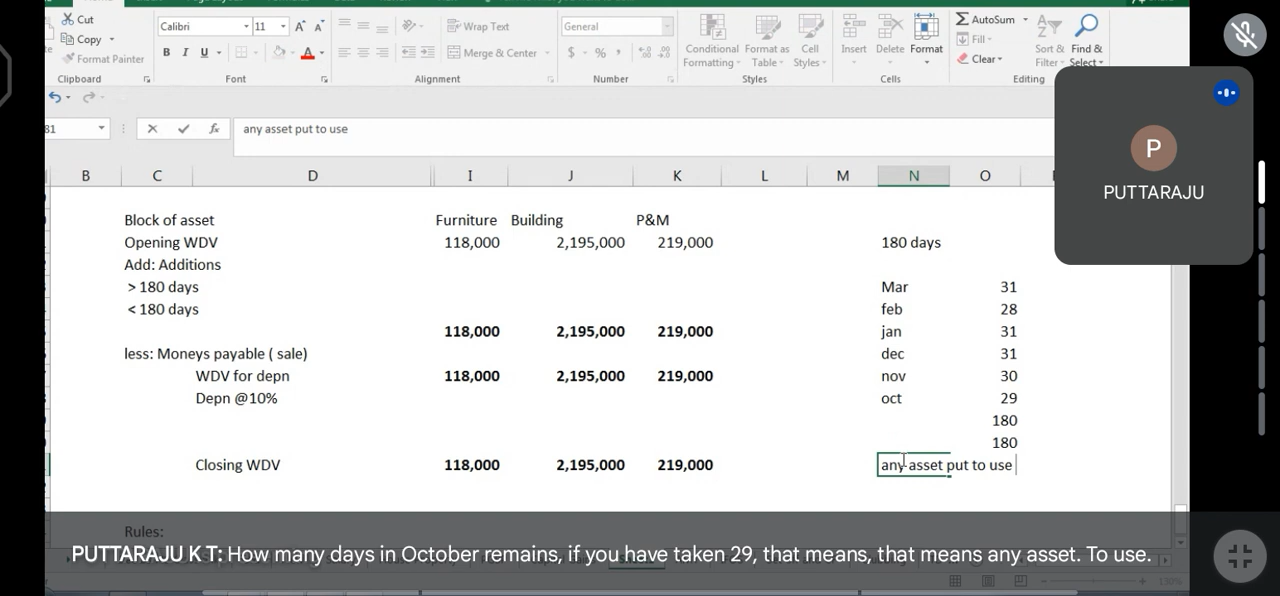 Cut
Copy
Format Painter
Clipboard
Calibri 11 A A
B I U A
Font
Wrap Text
Merge & Center
Alignment
General
$ % ,
Number
Conditional Formatting
Format as Table
Cell Styles
Styles
Insert Delete Format
Cells
AutoSum
Fill
Clear
Sort & Filter
Find & Select
Editing
P
PUTTARAJU
81 fx any asset put to use
B C D I J K L M N O
Block of asset Furniture Building P&M
Opening WDV 118,000 2,195,000 219,000 180 days
Add: Additions
> 180 days Mar 31
< 180 days feb 28
118,000 2,195,000 219,000 jan 31
less: Moneys payable ( sale) dec 31
WDV for depn 118,000 2,195,000 219,000 nov 30
Depn @10% oct 29
180
180
Closing WDV 118,000 2,195,000 219,000 any asset put to use
Rules:
PUTTARAJU K T: How many days in October remains, if you have taken 29, that means, that means any asset. To use.
130%